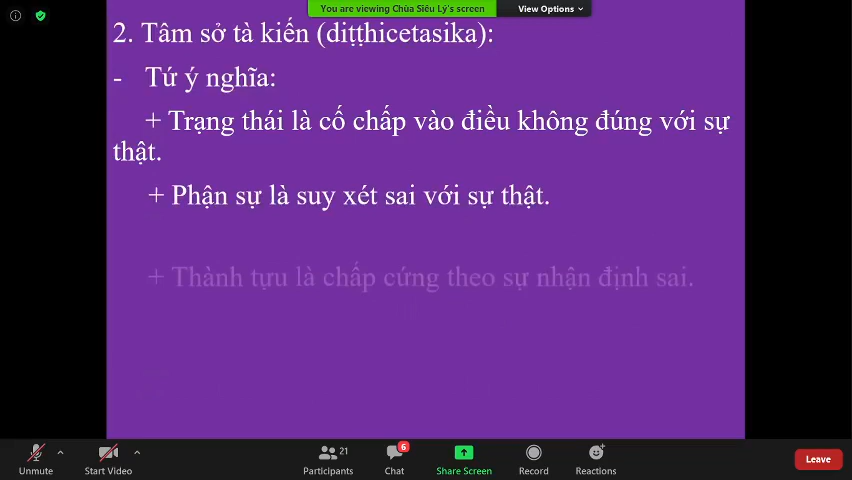 You are viewing Chùa Siêu Lý's screen
View Options
2. Tâm sở tà kiến (diṭṭhicetasika):
- Tứ ý nghĩa:
+ Trạng thái là cố chấp vào điều không đúng với sự
thật.
+ Phận sự là suy xét sai với sự thật.
+ Thành tựu là chấp cứng theo sự nhận định sai.
21
6
Unmute
Start Video
Participants
Chat
Share Screen
Record
Reactions
Leave